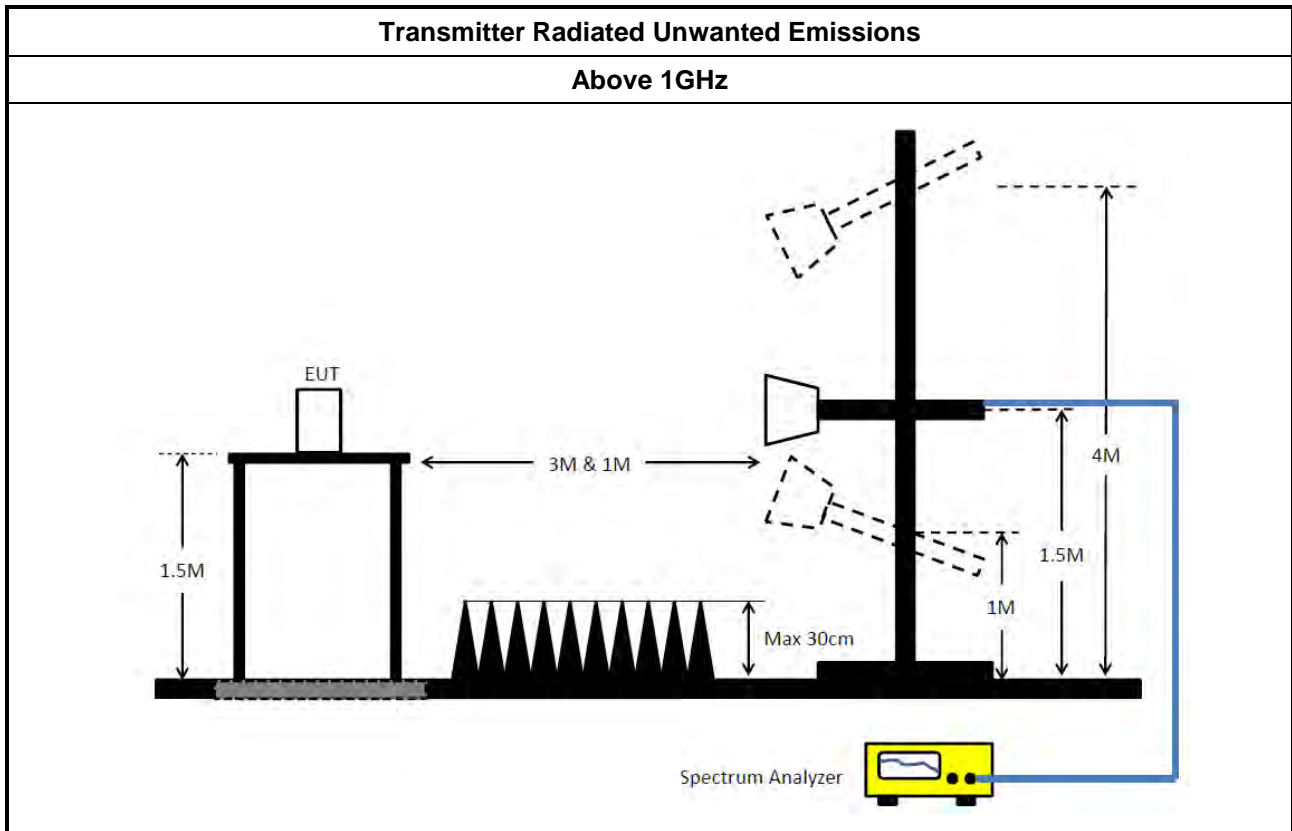 Transmitter Radiated Unwanted Emissions
Above 1GHz
EUT
3M & 1M
4M
1.5M
1.5M
1M
Max 30cm
Spectrum Analyzer